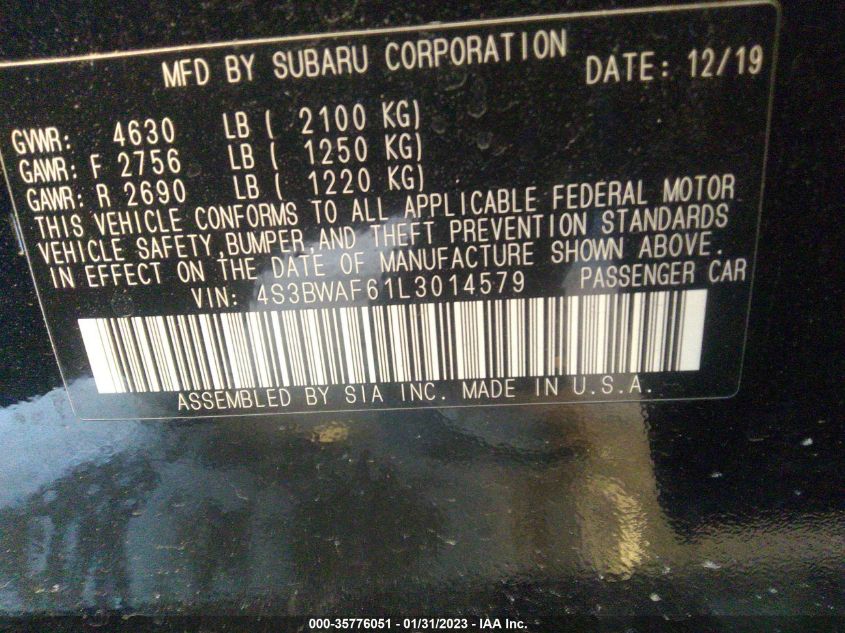 MFD BY SUBARU CORPORATION DATE: 12/19
GVWR: 4630 LB ( 2100 KG)
GAWR: F 2756 LB ( 1250 KG)
GAWR: R 2690 LB ( 1220 KG)
THIS VEHICLE CONFORMS TO ALL APPLICABLE FEDERAL MOTOR
VEHICLE SAFETY,BUMPER,AND THEFT PREVENTION STANDARDS
IN EFFECT ON THE DATE OF MANUFACTURE SHOWN ABOVE.
VIN: 4S3BWAF61L3014579 PASSENGER CAR
ASSEMBLED BY SIA INC. MADE IN U.S.A.
000-35776051 - 01/31/2023 - IAA Inc.